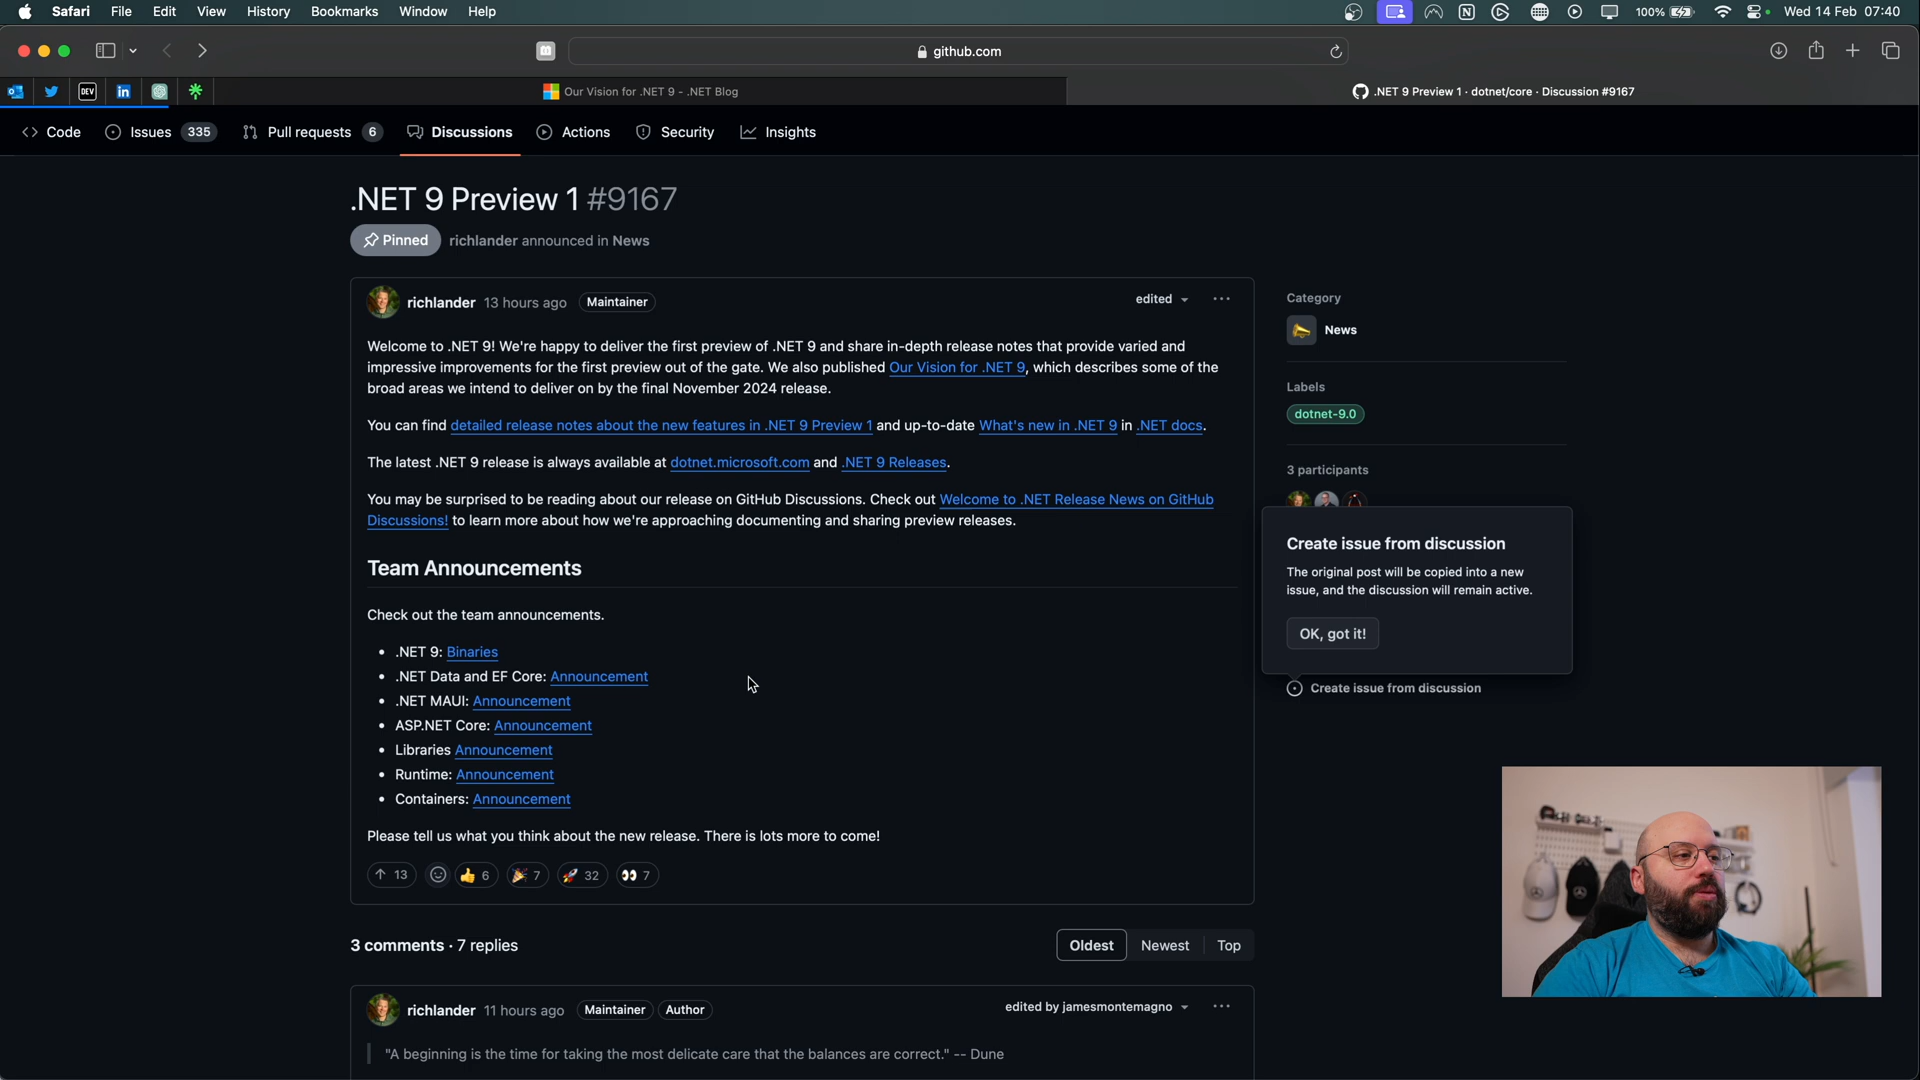 Safari File Edit View History Bookmarks Window Help 100% Wed 14 Feb 07:40
github.com
DEV in Our Vision for .NET 9 - .NET Blog .NET 9 Preview 1 · dotnet/core · Discussion #9167
Code Issues 335 Pull requests 6 Discussions Actions Security Insights
.NET 9 Preview 1 #9167
Pinned richlander announced in News
richlander 13 hours ago Maintainer edited
Welcome to .NET 9! We're happy to deliver the first preview of .NET 9 and share in-depth release notes that provide varied and
impressive improvements for the first preview out of the gate. We also published Our Vision for .NET 9, which describes some of the
broad areas we intend to deliver on by the final November 2024 release.
You can find detailed release notes about the new features in .NET 9 Preview 1 and up-to-date What's new in .NET 9 in .NET docs.
The latest .NET 9 release is always available at dotnet.microsoft.com and .NET 9 Releases.
You may be surprised to be reading about our release on GitHub Discussions. Check out Welcome to .NET Release News on GitHub
Discussions! to learn more about how we're approaching documenting and sharing preview releases.
Team Announcements
Check out the team announcements.
• .NET 9: Binaries
• .NET Data and EF Core: Announcement
• .NET MAUI: Announcement
• ASP.NET Core: Announcement
• Libraries Announcement
• Runtime: Announcement
• Containers: Announcement
Please tell us what you think about the new release. There is lots more to come!
13 6 7 32 7
Category
News
Labels
dotnet-9.0
3 participants
Create issue from discussion
The original post will be copied into a new
issue, and the discussion will remain active.
OK, got it!
Create issue from discussion
3 comments · 7 replies Oldest Newest Top
richlander 11 hours ago Maintainer Author edited by jamesmontemagno
"A beginning is the time for taking the most delicate care that the balances are correct." -- Dune